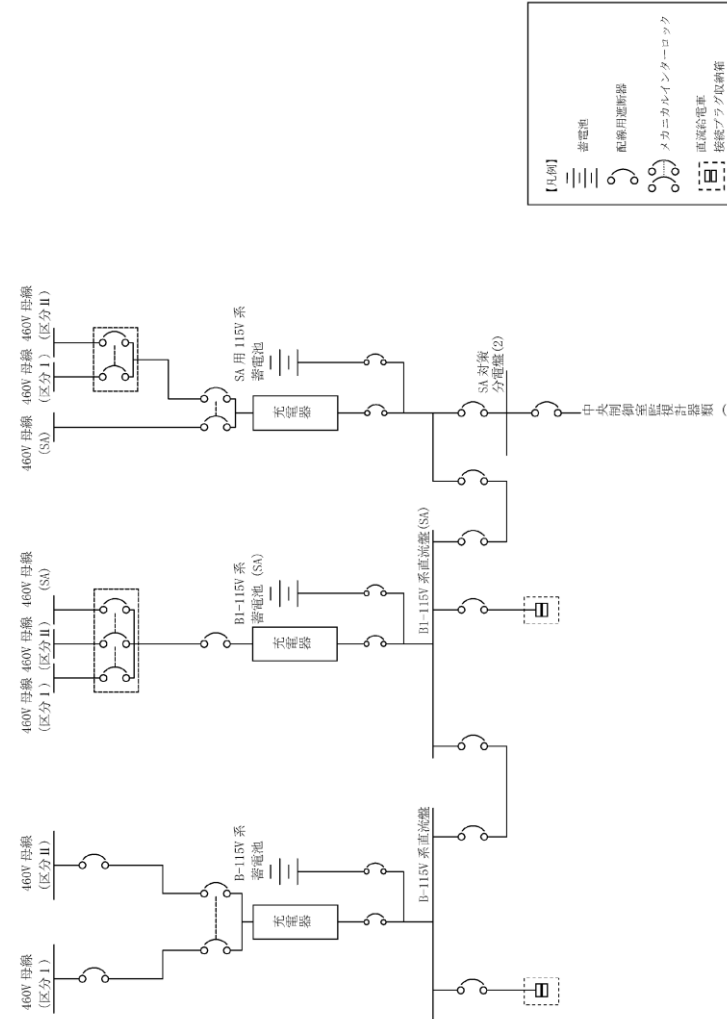 【凡例】
蓄電池
配線用遮断器
メカニカルインターロック
直流給電車
接続プラグ収納箱
460V 母線
(区分Ⅰ)
460V 母線
(区分Ⅱ)
B-115V 系
蓄電池
充電器
B-115V 系直流盤
460V 母線
(区分Ⅰ)
460V 母線
(区分Ⅱ)
460V 母線
(SA)
B1-115V 系
蓄電池 (SA)
充電器
B1-115V 系直流盤(SA)
460V 母線
(SA)
460V 母線
(区分Ⅰ)
460V 母線
(区分Ⅱ)
SA 用 115V 系
蓄電池
充電器
SA 対策
分電盤(2)
中央制御室監視計器類 (